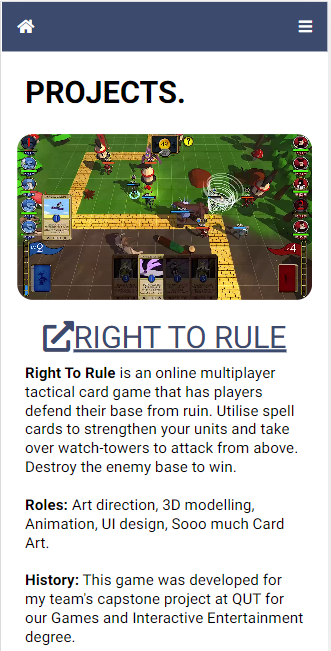 PROJECTS.
RIGHT TO RULE
Right To Rule is an online multiplayer
tactical card game that has players
defend their base from ruin. Utilise spell
cards to strengthen your units and take
over watch-towers to attack from above.
Destroy the enemy base to win.
Roles: Art direction, 3D modelling,
Animation, UI design, Sooo much Card
Art.
History: This game was developed for
my team's capstone project at QUT for
our Games and Interactive Entertainment
degree.